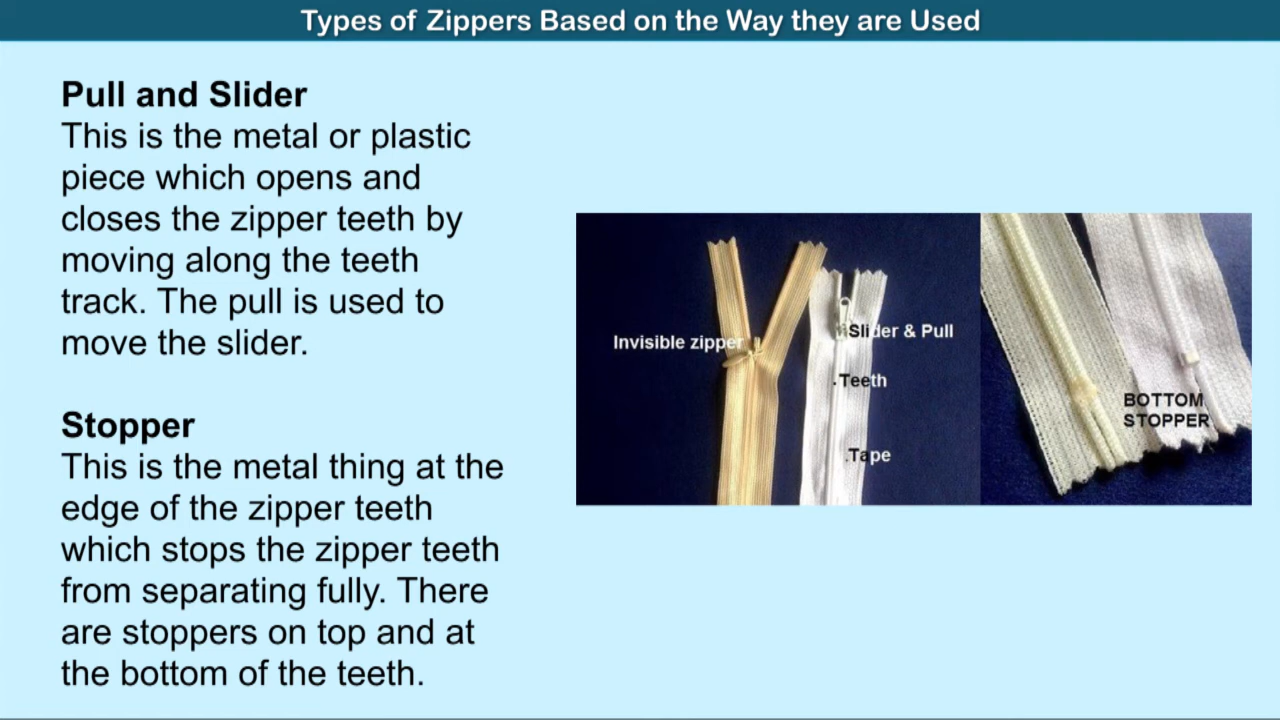 Types of Zippers Based on the Way they are Used
Pull and Slider
This is the metal or plastic
piece which opens and
closes the zipper teeth by
moving along the teeth
track. The pull is used to
move the slider.
Stopper
This is the metal thing at the
edge of the zipper teeth
which stops the zipper teeth
from separating fully. There
are stoppers on top and at
the bottom of the teeth.
Invisible zipper
Slider & Pull
Teeth
Tape
BOTTOM
STOPPER